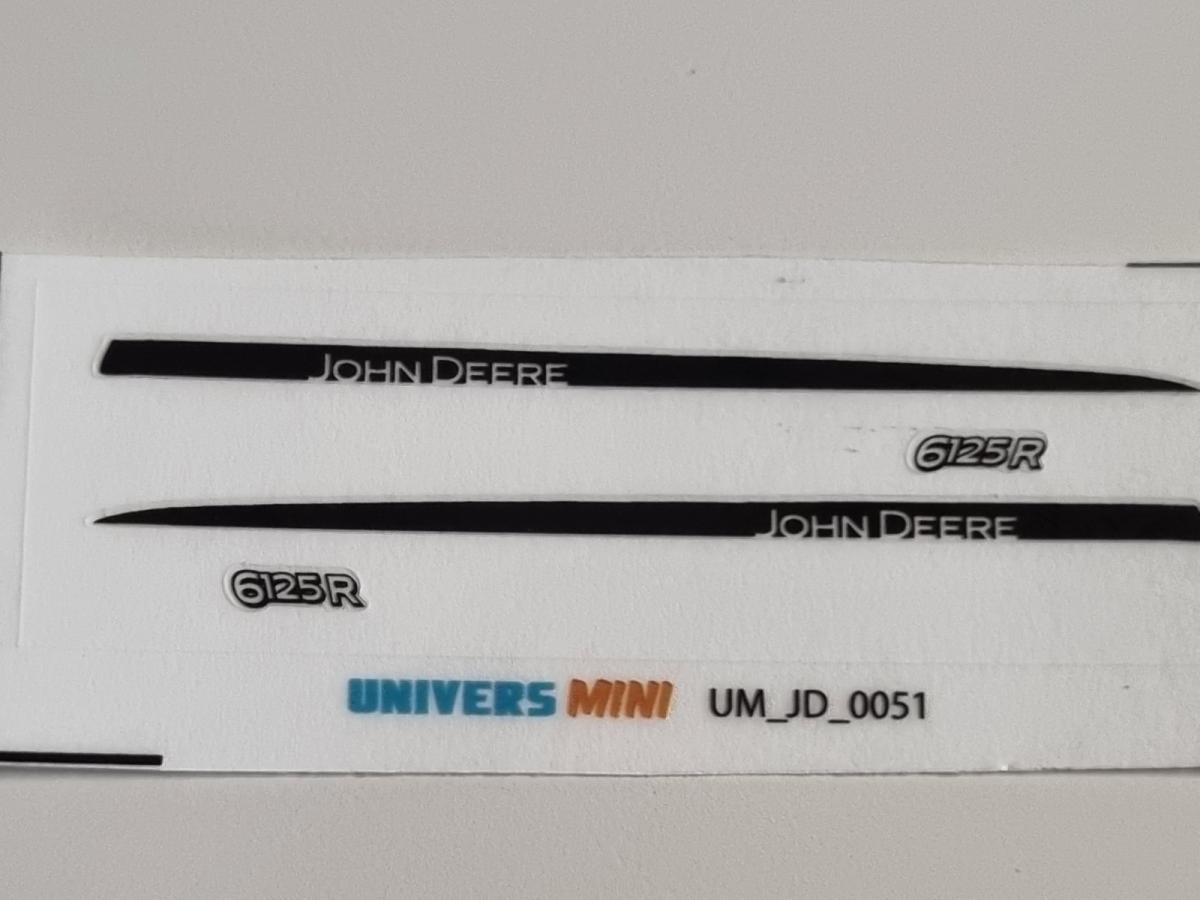 JOHN DEERE
6125R
JOHN DEERE
6125R
UNIVERS MINI UM_JD_0051